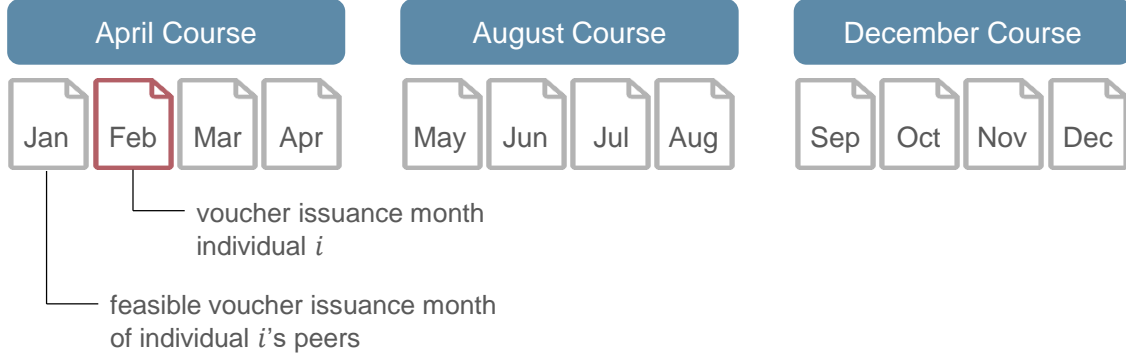 April Course August Course December Course
Jan Feb Mar Apr May Jun Jul Aug Sep Oct Nov Dec
voucher issuance month
individual i
feasible voucher issuance month
of individual i's peers